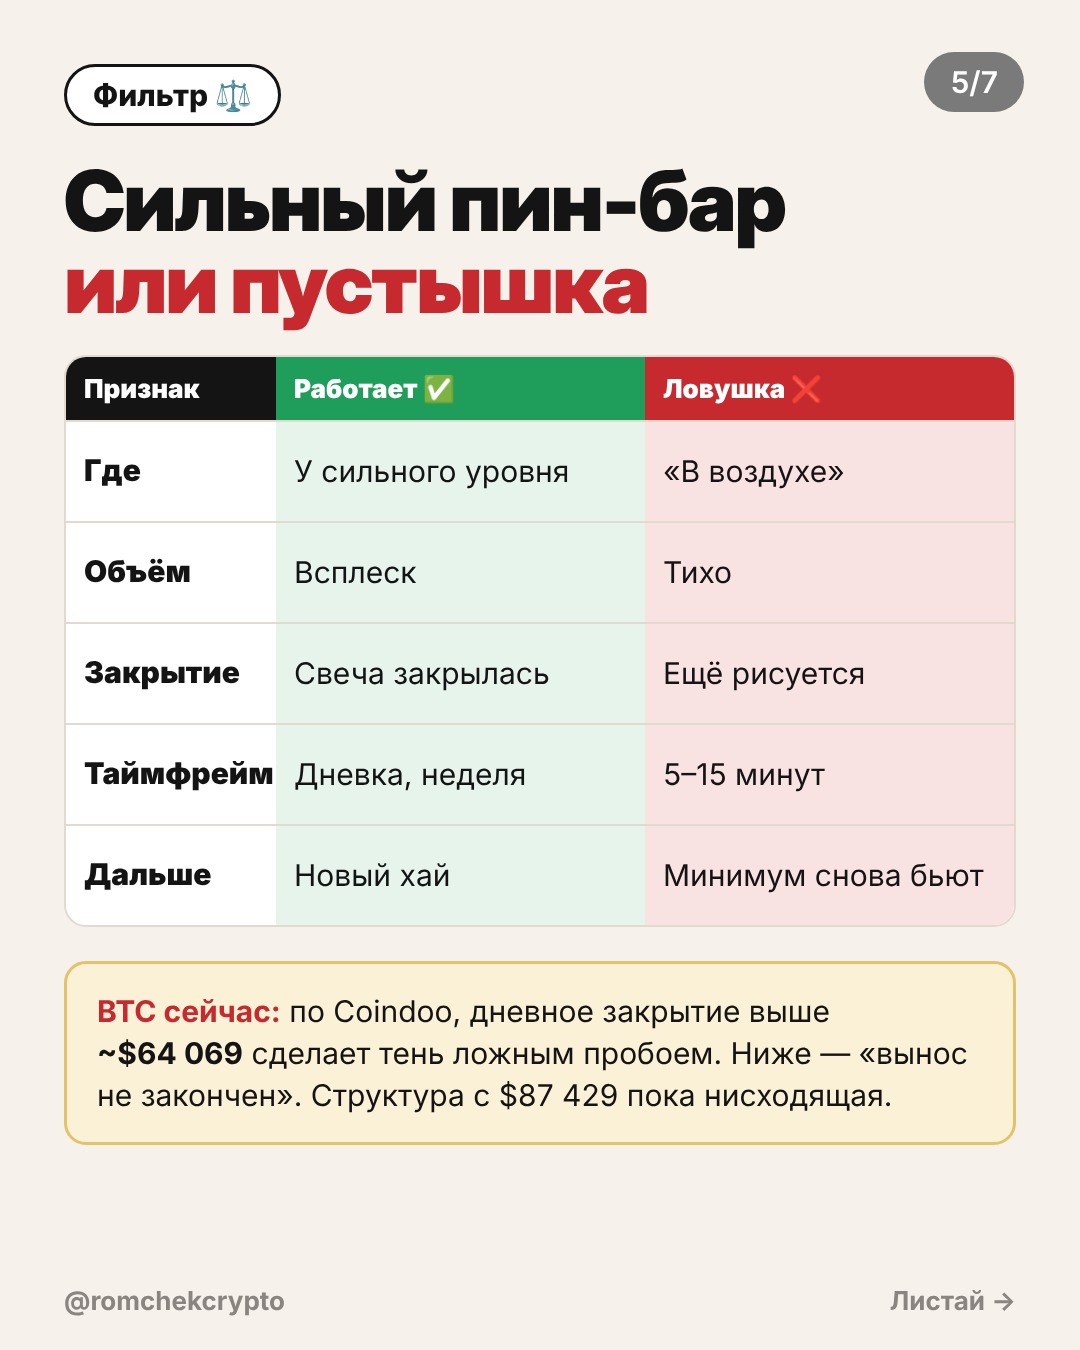 Фильтр ⚖️
5/7
Сильный пин-бар
или пустышка
Признак Работает ✅ Ловушка ❌
Где У сильного уровня «В воздухе»
Объём Всплеск Тихо
Закрытие Свеча закрылась Ещё рисуется
Таймфрейм Дневка, неделя 5–15 минут
Дальше Новый хай Минимум снова бьют
BTC сейчас: по Coindoo, дневное закрытие выше
~$64 069 сделает тень ложным пробоем. Ниже — «вынос
не закончен». Структура с $87 429 пока нисходящая.
@romchekcrypto
Листай →